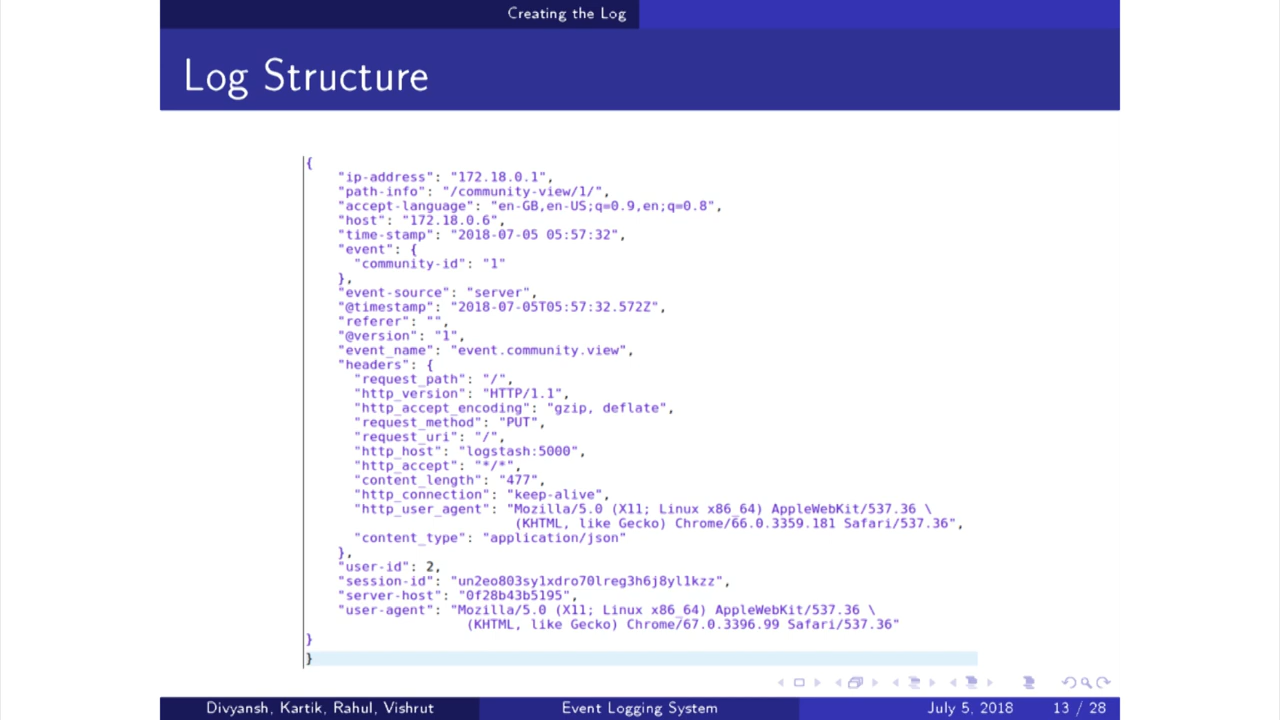 Creating the Log
Log Structure
{
"ip-address": "172.18.0.1",
"path-info": "/community-view/1/",
"accept-language": "en-GB,en-US;q=0.9,en;q=0.8",
"host": "172.18.0.6",
"time-stamp": "2018-07-05 05:57:32",
"event": {
"community-id": "1"
},
"event-source": "server",
"@timestamp": "2018-07-05T05:57:32.572Z",
"referer": "",
"@version": "1",
"event_name": "event.community.view",
"headers": {
"request_path": "/",
"http_version": "HTTP/1.1",
"http_accept_encoding": "gzip, deflate",
"request_method": "PUT",
"request_uri": "/",
"http_host": "logstash:5000",
"http_accept": "*/*",
"content_length": "477",
"http_connection": "keep-alive",
"http_user_agent": "Mozilla/5.0 (X11; Linux x86_64) AppleWebKit/537.36 \
(KHTML, like Gecko) Chrome/66.0.3359.181 Safari/537.36",
"content_type": "application/json"
},
"user-id": 2,
"session-id": "un2eo803sy1xdro70lreg3h6j8yl1kzz",
"server-host": "0f28b43b5195",
"user-agent": "Mozilla/5.0 (X11; Linux x86_64) AppleWebKit/537.36 \
(KHTML, like Gecko) Chrome/67.0.3396.99 Safari/537.36"
}
}
Divyansh, Kartik, Rahul, Vishrut Event Logging System July 5, 2018 13 / 28